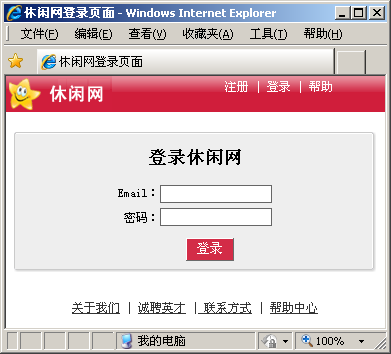 休闲网登录页面 - Windows Internet Explorer
文件(F) 编辑(E) 查看(V) 收藏夹(A) 工具(T) 帮助(H)
休闲网登录页面
休闲网 注册 | 登录 | 帮助
登录休闲网
Email：
密码：
登录
关于我们 | 诚聘英才 | 联系方式 | 帮助中心
我的电脑 100%